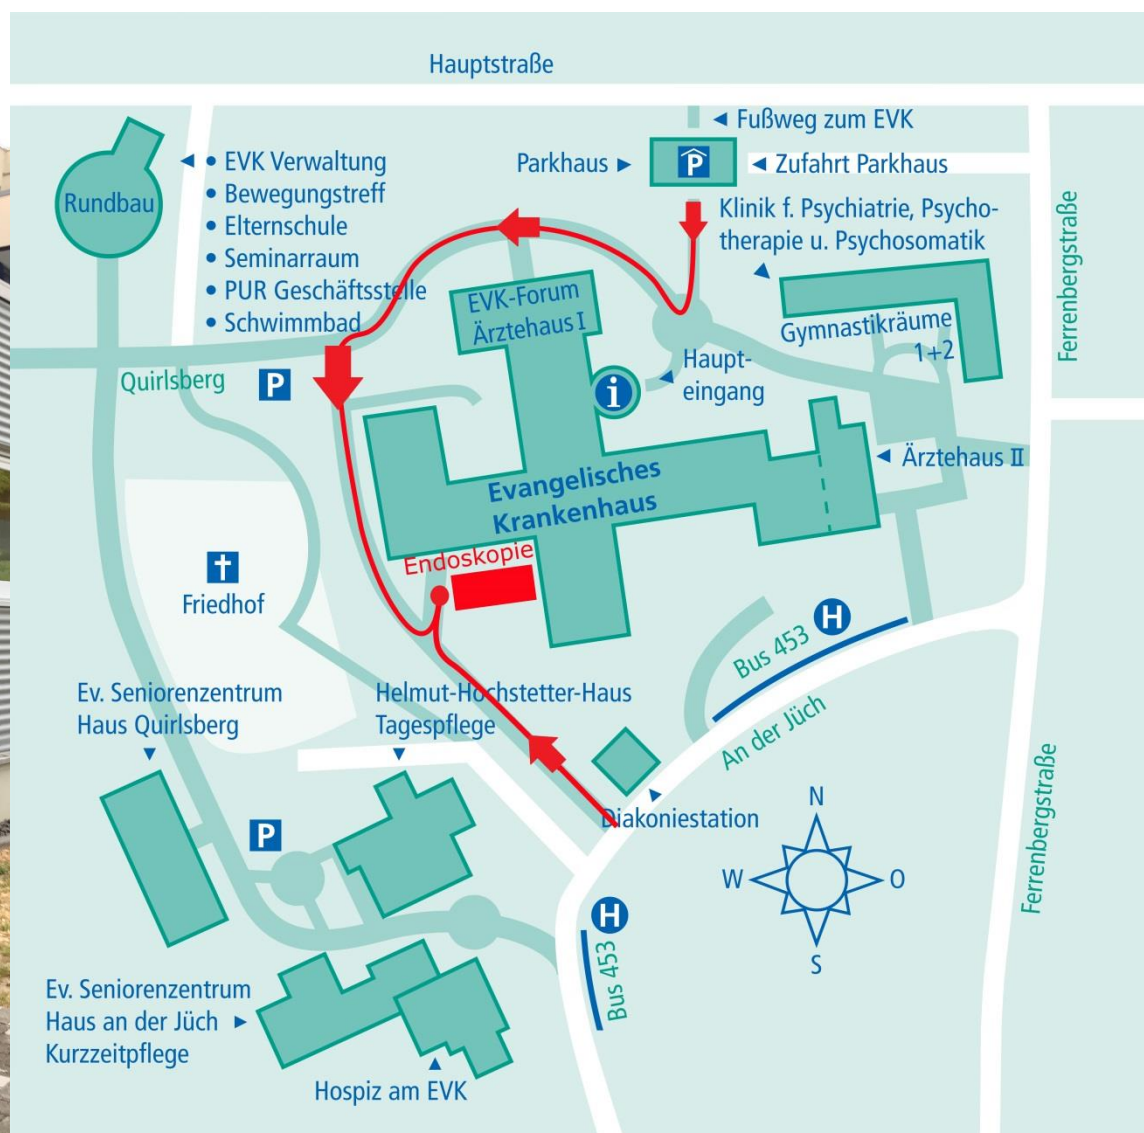 Hauptstraße
◄ Fußweg zum EVK
Parkhaus ►
P
◄ Zufahrt Parkhaus
Rundbau
◄ • EVK Verwaltung
• Bewegungstreff
• Elternschule
• Seminarraum
• PUR Geschäftsstelle
• Schwimmbad
Klinik f. Psychiatrie, Psycho-
therapie u. Psychosomatik
Ferrenbergstraße
EVK-Forum
Ärztehaus I
Gymnastikräume
1+2
Quirlsberg
P
Haupt-
eingang
i
◄ Ärztehaus II
Evangelisches
Krankenhaus
Endoskopie
Friedhof
Bus 453 H
An der Jüch
Ev. Seniorenzentrum
Haus Quirlsberg
Helmut-Hochstetter-Haus
Tagespflege
Diakoniestation
P
N
W
O
S
Ferrenbergstraße
H
Bus 453
Ev. Seniorenzentrum
Haus an der Jüch ►
Kurzzeitpflege
Hospiz am EVK